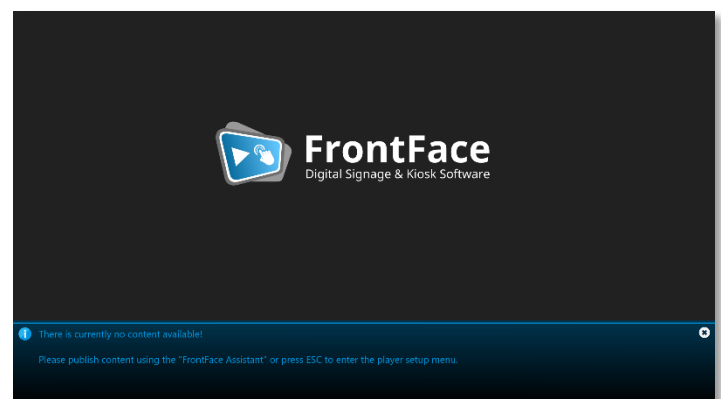 FrontFace
Digital Signage & Kiosk Software
There is currently no content available!
Please publish content using the "FrontFace Assistant" or press ESC to enter the player setup menu.